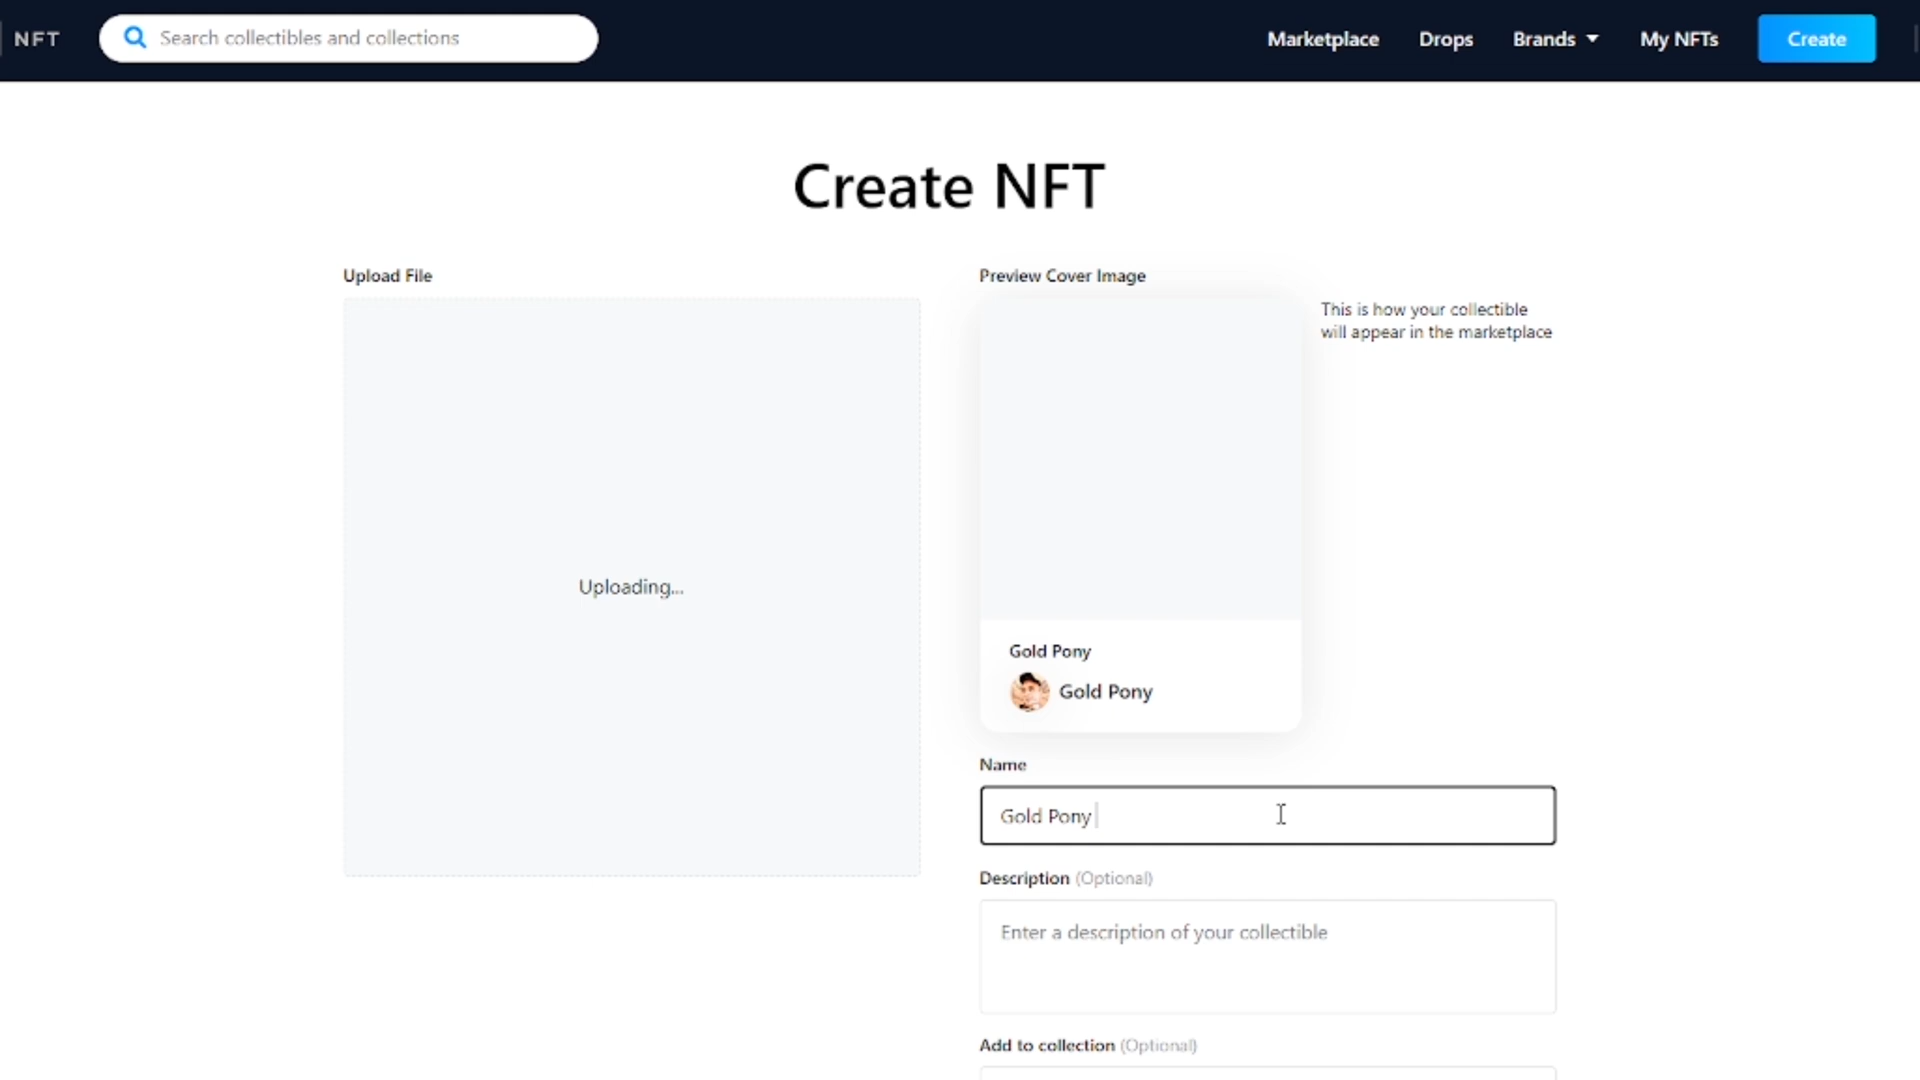 NFT
Search collectibles and collections
Marketplace
Drops
Brands
My NFTs
Create
Create NFT
Upload File
Uploading...
Preview Cover Image
This is how your collectible
will appear in the marketplace
Gold Pony
Gold Pony
Name
Gold Pony
Description (Optional)
Enter a description of your collectible
Add to collection (Optional)